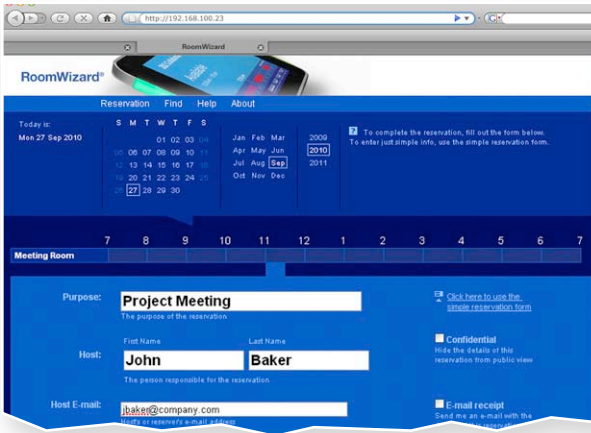 http://192.168.100.23
RoomWizard
RoomWizard®
Available
Reservation Find Help About
Today is:
Mon 27 Sep 2010
S M T W T F S
01 02 03 04
05 06 07 08 09 10 11
12 13 14 15 16 17 18
19 20 21 22 23 24 25
26 27 28 29 30
Jan Feb Mar
Apr May Jun
Jul Aug Sep
Oct Nov Dec
2009
2010
2011
? To complete the reservation, fill out the form below.
To enter just simple info, use the simple reservation form.
7 8 9 10 11 12 1 2 3 4 5 6 7
Meeting Room
Purpose:
Project Meeting
The purpose of the reservation
Click here to use the
simple reservation form
Host:
First Name
Last Name
John
Baker
The person responsible for the reservation
Confidential
Hide the details of this
reservation from public view
Host E-mail:
jbaker@company.com
Host's or reserver's e-mail address
E-mail receipt
Send me an e-mail with the